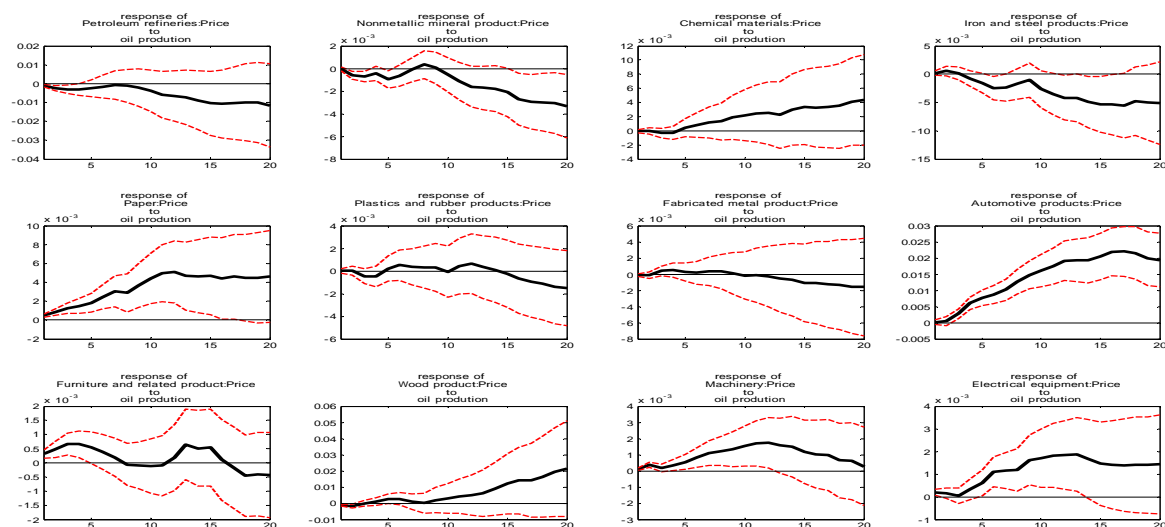 response of
Petroleum refineries:Price
to
oil prodution
0.02
0.01
0
-0.01
-0.02
-0.03
-0.04
5 10 15 20
response of
Nonmetallic mineral product:Price
to
oil prodution
x 10-3
2
0
-2
-4
-6
-8
5 10 15 20
response of
Chemical materials:Price
to
oil prodution
x 10-3
12
10
8
6
4
2
0
-2
-4
5 10 15 20
response of
Iron and steel products:Price
to
oil prodution
x 10-3
5
0
-5
-10
-15
5 10 15 20
response of
Paper:Price
to
oil prodution
x 10-3
10
8
6
4
2
0
-2
5 10 15 20
response of
Plastics and rubber products:Price
to
oil prodution
x 10-3
4
2
0
-2
-4
-6
5 10 15 20
response of
Fabricated metal product:Price
to
oil prodution
x 10-3
6
4
2
0
-2
-4
-6
-8
5 10 15 20
response of
Automotive products:Price
to
oil prodution
0.03
0.025
0.02
0.015
0.01
0.005
0
-0.005
5 10 15 20
response of
Furniture and related product:Price
to
oil prodution
x 10-3
2
1.5
1
0.5
0
-0.5
-1
-1.5
-2
5 10 15 20
response of
Wood product:Price
to
oil prodution
0.06
0.05
0.04
0.03
0.02
0.01
0
-0.01
5 10 15 20
response of
Machinery:Price
to
oil prodution
x 10-3
4
3
2
1
0
-1
-2
-3
5 10 15 20
response of
Electrical equipment:Price
to
oil prodution
x 10-3
4
3
2
1
0
-1
5 10 15 20